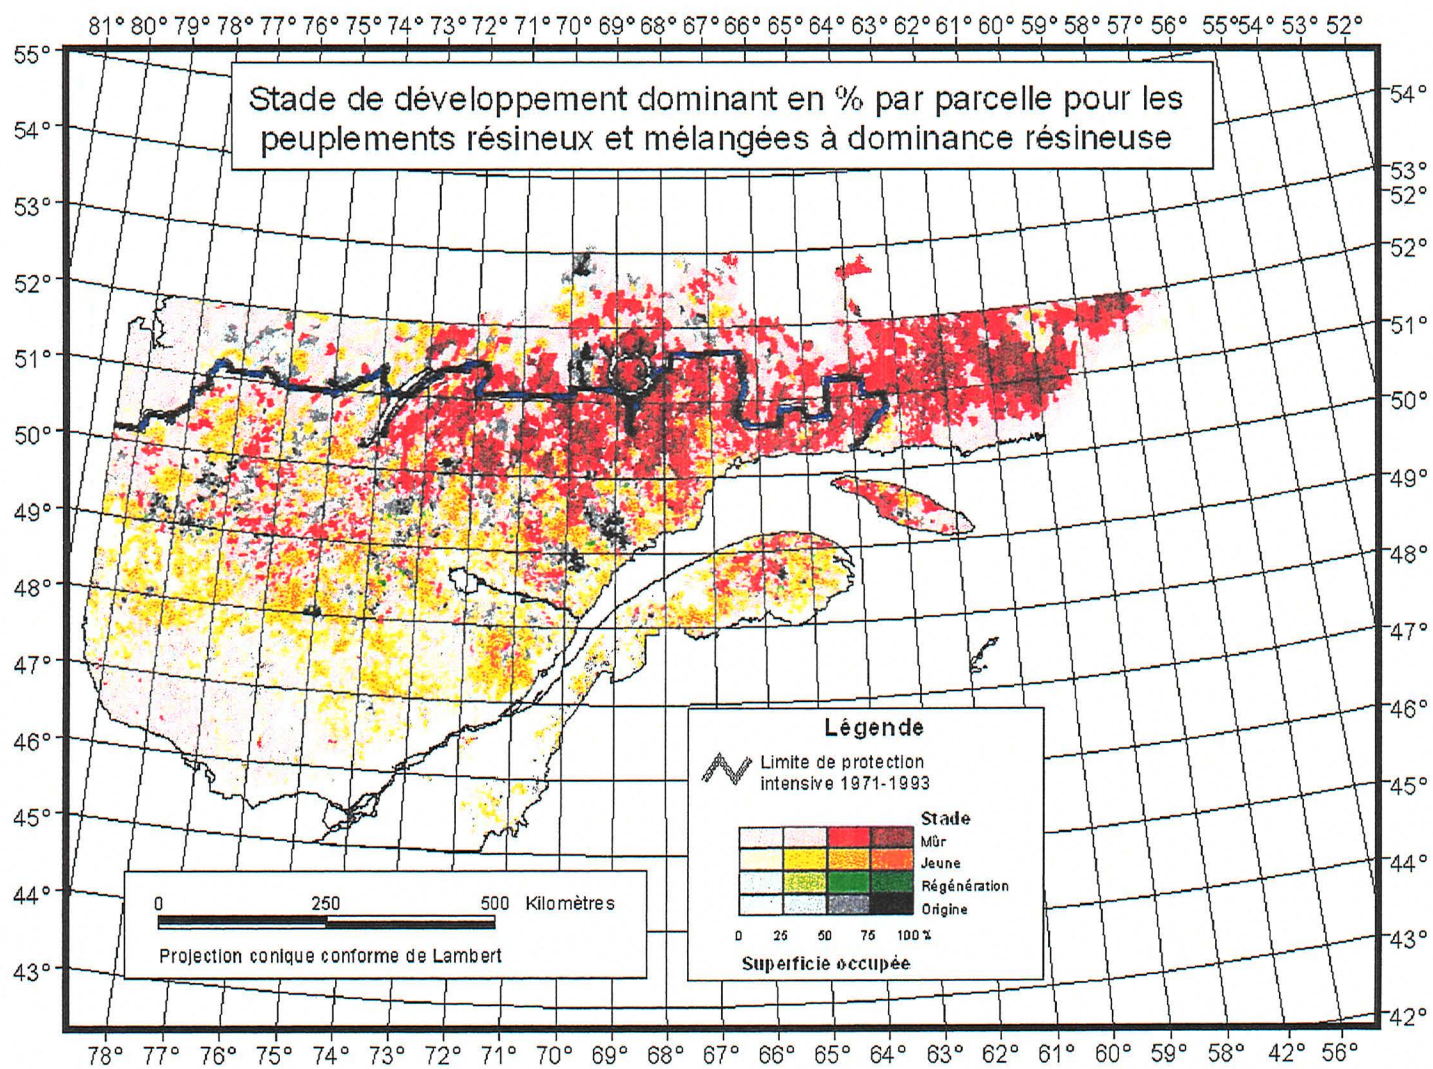 81° 80° 79° 78° 77° 76° 75° 74° 73° 72° 71° 70° 69° 68° 67° 66° 65° 64° 63° 62° 61° 60° 59° 58° 57° 56° 55° 54° 53° 52°
Stade de développement dominant en % par parcelle pour les
peuplements résineux et mélangées à dominance résineuse
55°
54°
53°
52°
51°
50°
49°
48°
47°
46°
45°
44°
43°
54°
53°
52°
52°
51°
50°
49°
48°
47°
46°
45°
44°
43°
42°
Légende
Limite de protection
intensive 1971-1993
Stade
Mûr
Jeune
Régénération
Origine
0 25 50 75 100 %
Superficie occupée
0 250 500 Kilomètres
Projection conique conforme de Lambert
78° 77° 76° 75° 74° 73° 72° 71° 70° 69° 68° 67° 66° 65° 64° 63° 62° 61° 60° 59° 58° 42° 56°